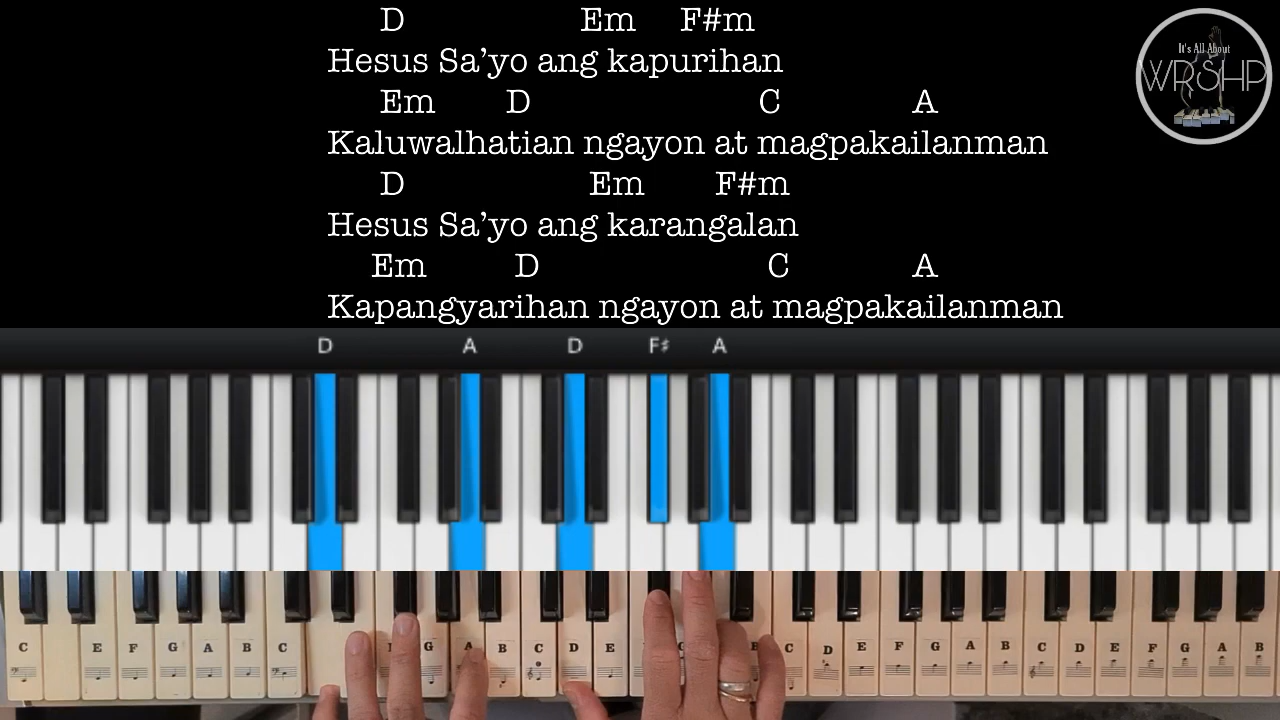 D Em F#m
Hesus Sa'yo ang kapurihan
It's All About
WRSHP
Em D C A
Kaluwalhatian ngayon at magpakailanman
D Em F#m
Hesus Sa'yo ang karangalan
Em D C A
Kapangyarihan ngayon at magpakailanman
D A D F♯ A
C E F G A B C G A B C D E C D E F G A B C D E F G A B